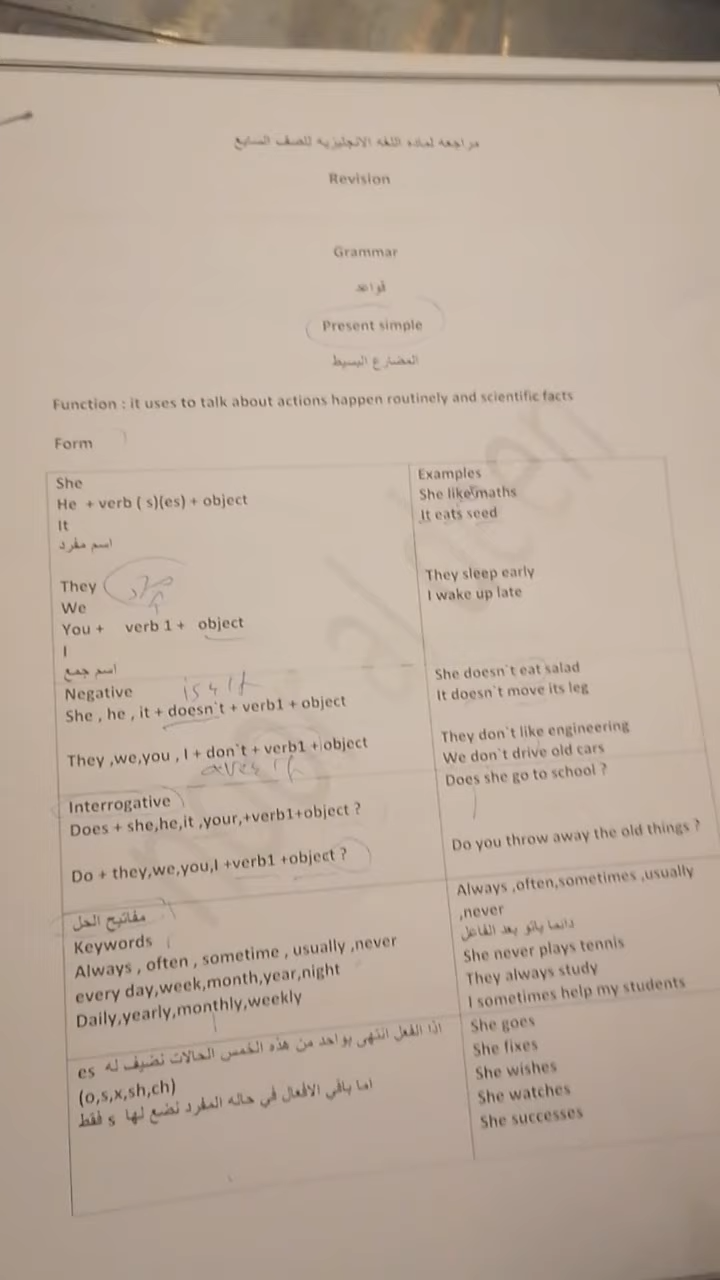 مراجعه لماده اللغه الانجليزيه للصف السابع
Revision
Grammar
قواعد
Present simple
المضارع البسيط
Function : it uses to talk about actions happen routinely and scientific facts
Form
She
He + verb ( s)(es) + object
It
اسم مفرد
They
We
You + verb 1 + object
I
اسم جمع
Examples
She like maths
It eats seed
They sleep early
I wake up late
Negative
She , he , it + doesn`t + verb1 + object
They ,we,you , I + don`t + verb1 + object
She doesn`t eat salad
It doesn`t move its leg
They don`t like engineering
We don`t drive old cars
Interrogative
Does + she,he,it ,your,+verb1+object ?
Do + they,we,you,I +verb1 +object ?
Does she go to school ?
Do you throw away the old things ?
مفاتيح الحل
Keywords
Always , often , sometime , usually ,never
every day,week,month,year,night
Daily,yearly,monthly,weekly
Always ,often,sometimes ,usually
,never
دائما ياتو بعد الفاعل
She never plays tennis
They always study
I sometimes help my students
اذا الفعل انتهى بواحد من هذه الخمس الحالات نضيف له es
(o,s,x,sh,ch)
اما باقي الافعال في حاله المفرد نضع لها s فقط
She goes
She fixes
She wishes
She watches
She successes